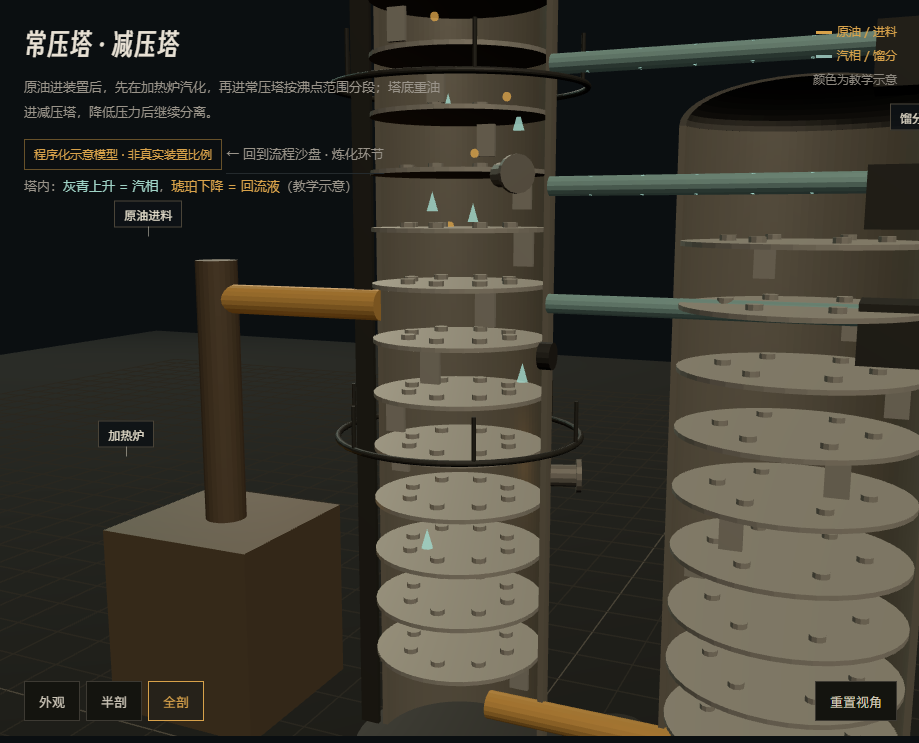 常压塔 · 减压塔
原油进装置后，先在加热炉汽化，再进常压塔按沸点范围分段；塔底重油
进减压塔，降低压力后继续分离。
程序化示意模型 · 非真实装置比例 ← 回到流程沙盘 · 炼化环节
塔内：灰青上升 = 汽相，琥珀下降 = 回流液（教学示意）
原油 / 进料
汽相 / 馏分
颜色为教学示意
馏分
原油进料
加热炉
外观 半剖 全剖
重置视角